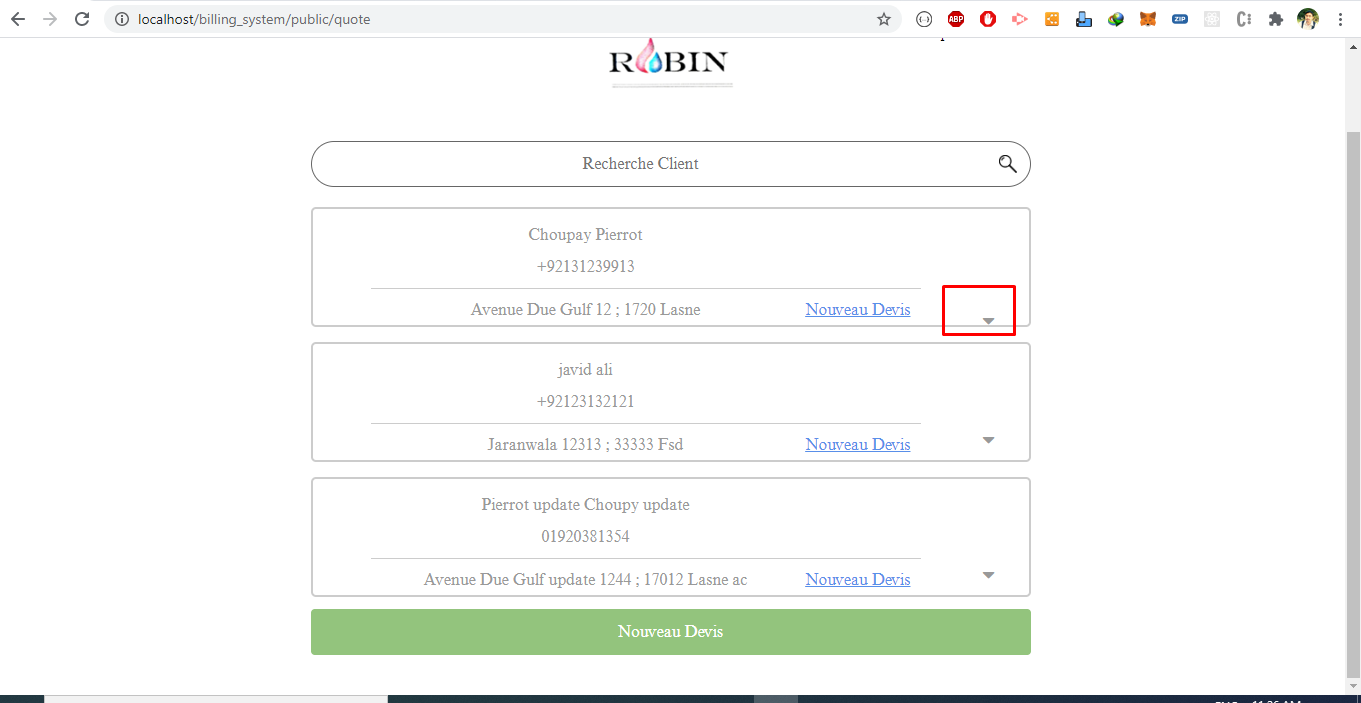 localhost/billing_system/public/quote
ABP
ZIP
ROBIN
Recherche Client
Choupay Pierrot
+92131239913
Avenue Due Gulf 12 ; 1720 Lasne Nouveau Devis
javid ali
+92123132121
Jaranwala 12313 ; 33333 Fsd Nouveau Devis
Pierrot update Choupy update
01920381354
Avenue Due Gulf update 1244 ; 17012 Lasne ac Nouveau Devis
Nouveau Devis